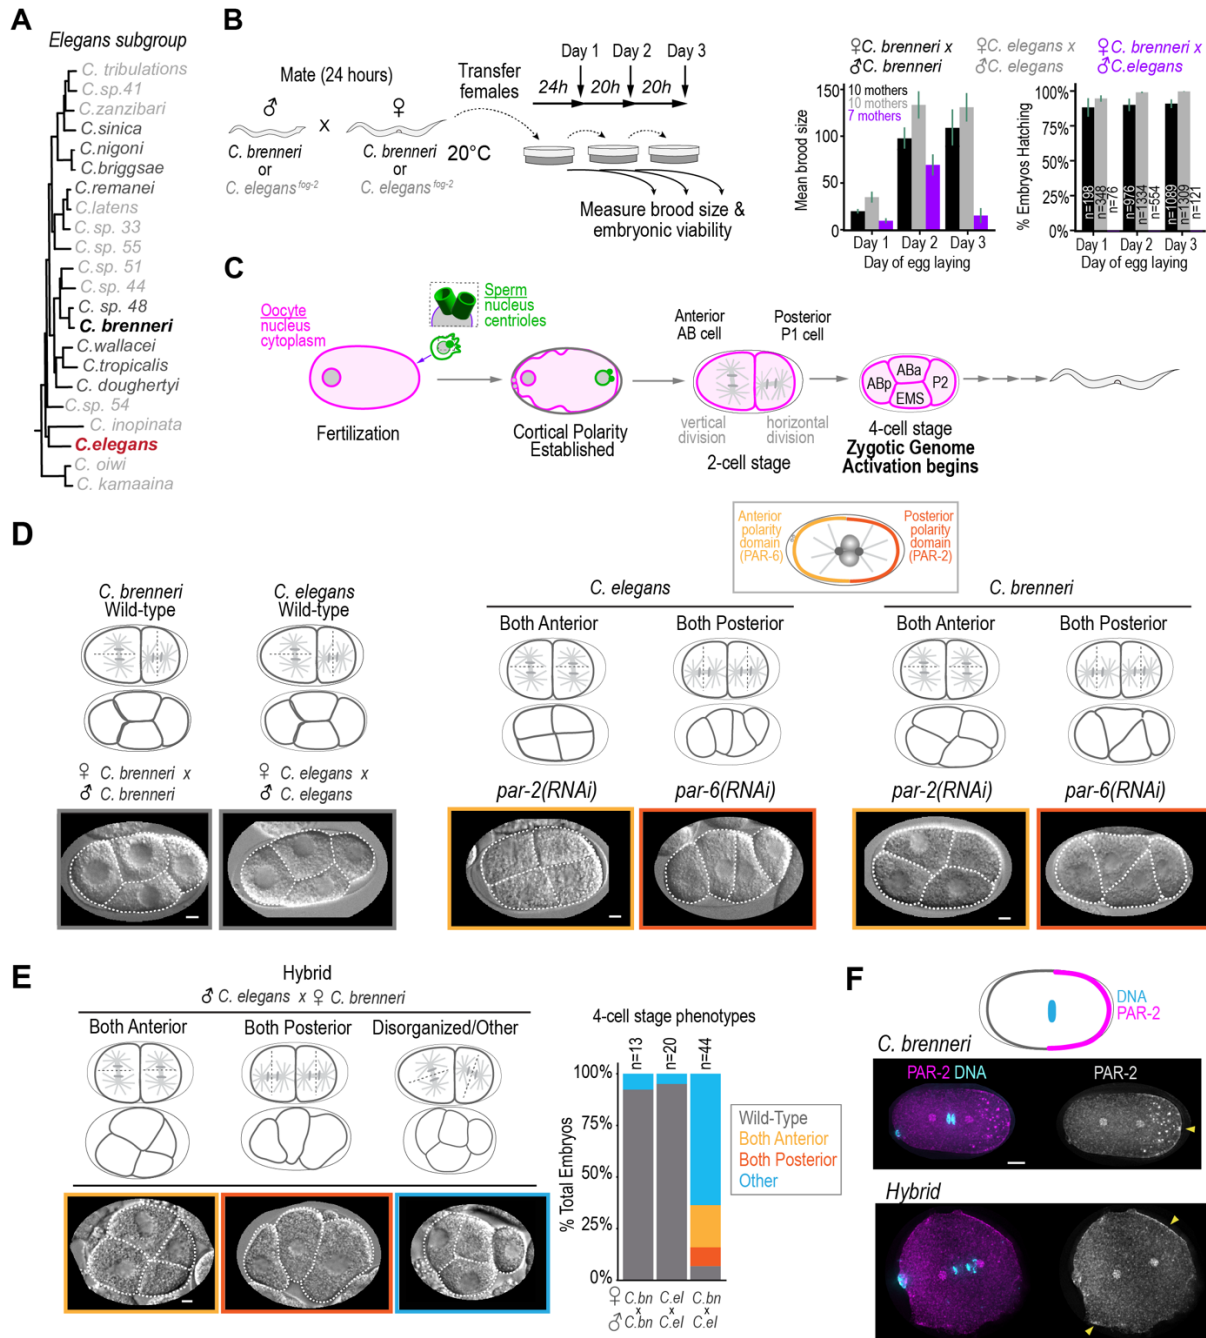 A
Elegans subgroup
C. tribulations
C.sp.41
C.zanzibari
C.sinica
C.nigoni
C.briggsae
C.remanei
C.latens
C.sp. 33
C.sp. 55
C.sp. 51
C.sp. 44
C. sp. 48
C. brenneri
C.wallacei
C.tropicalis
C. doughertyi
C.sp. 54
C. inopinata
C.elegans
C. oiwi
C. kamaaina
B
Mate (24 hours)
♂
X
♀
C. brenneri
or
C. elegans fog-2
C. brenneri
or
C. elegans fog-2
Transfer
females
20°C
Day 1
Day 2
Day 3
24h
20h
20h
Measure brood size &
embryonic viability
♀C. brenneri x
♂C. brenneri
♀C. elegans x
♂C. elegans
♀C. brenneri x
♂C.elegans
Mean brood size
150
100
50
0
10 mothers
10 mothers
7 mothers
Day 1
Day 2
Day 3
Day of egg laying
% Embryos Hatching
100%
75%
50%
25%
0%
n=198
n=348
n=76
n=976
n=1334
n=554
n=1089
n=1309
n=121
Day 1
Day 2
Day 3
Day of egg laying
C
Oocyte
nucleus
cytoplasm
Sperm
nucleus
centrioles
Fertilization
Cortical Polarity
Established
Anterior
AB cell
Posterior
P1 cell
vertical
division
horizontal
division
2-cell stage
ABa
ABp
P2
EMS
4-cell stage
Zygotic Genome
Activation begins
D
Anterior
polarity
domain
(PAR-6)
Posterior
polarity
domain
(PAR-2)
C. brenneri
Wild-type
C. elegans
Wild-type
♀ C. brenneri x
♂ C. brenneri
♀ C. elegans x
♂ C. elegans
C. elegans
Both Anterior
Both Posterior
par-2(RNAi)
par-6(RNAi)
C. brenneri
Both Anterior
Both Posterior
par-2(RNAi)
par-6(RNAi)
E
Hybrid
♂ C. elegans x ♀ C. brenneri
Both Anterior
Both Posterior
Disorganized/Other
4-cell stage phenotypes
n=13
n=20
n=44
% Total Embryos
100%
75%
50%
25%
0%
Wild-Type
Both Anterior
Both Posterior
Other
♀ C.bn C.el C.bn
x x x
♂ C.bn C.el C.el
F
DNA
PAR-2
C. brenneri
PAR-2 DNA
PAR-2
Hybrid